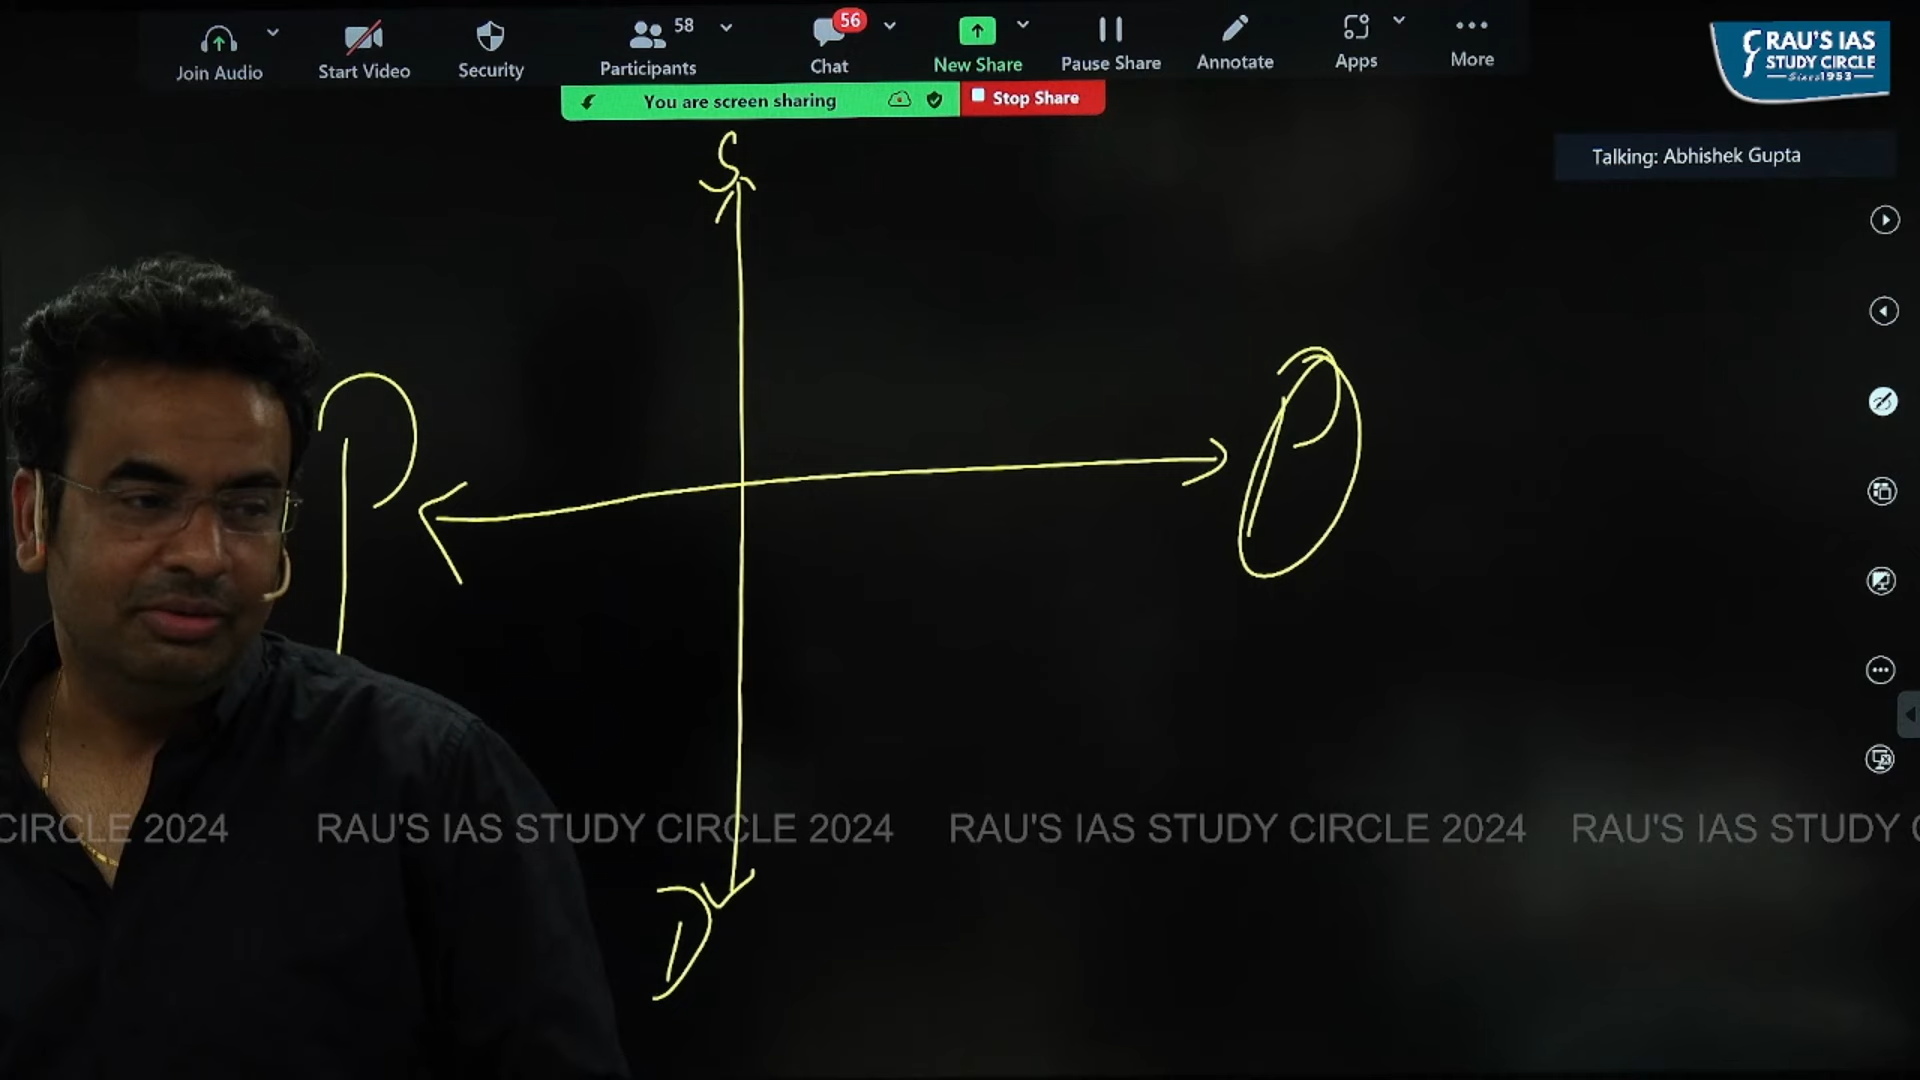 Join Audio
Start Video
Security
58
Participants
56
Chat
New Share
Pause Share
Annotate
Apps
More
RAU'S IAS
STUDY CIRCLE
Since 1953
You are screen sharing
Stop Share
Talking: Abhishek Gupta
S
P
P
D
CIRCLE 2024 RAU'S IAS STUDY CIRCLE 2024 RAU'S IAS STUDY CIRCLE 2024 RAU'S IAS STUDY C